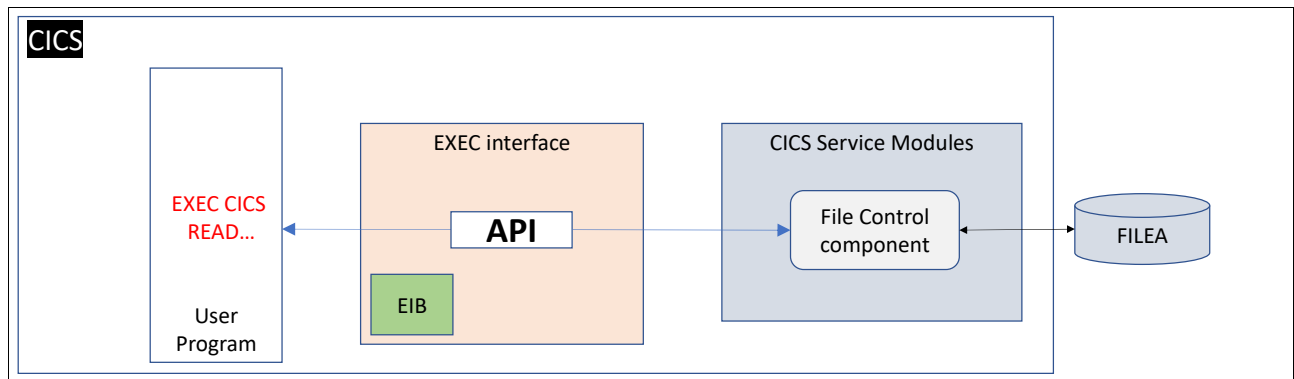 CICS
EXEC interface
CICS Service Modules
EXEC CICS
READ...
API
File Control
component
FILEA
EIB
User
Program